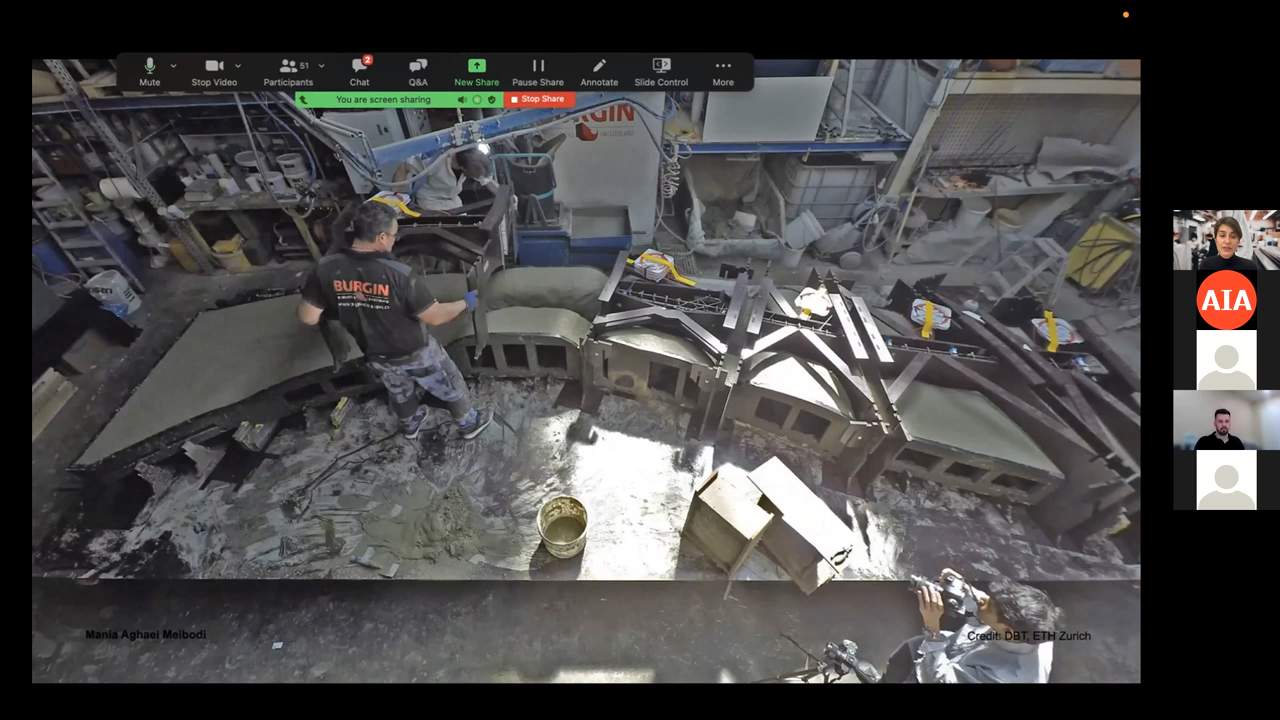 51
2
Mute
Stop Video
Participants
Chat
Q&A
New Share
Pause Share
Annotate
Slide Control
More
You are screen sharing
Stop Share
BURGIN
BURGIN
AIA
Mania Aghaei Meibodi
Credit: DBT, ETH Zurich